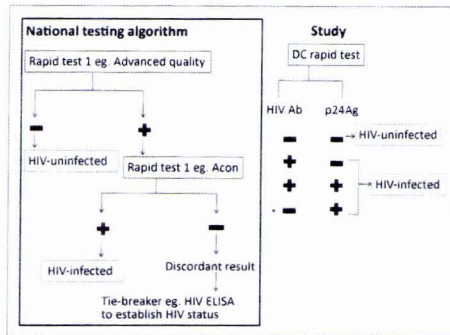 National testing algorithm
Rapid test 1 eg. Advanced quality
− +
HIV-uninfected
Rapid test 1 eg. Acon
+ −
HIV-infected
Discordant result
Tie-breaker eg. HIV ELISA
to establish HIV status
Study
DC rapid test
HIV Ab p24Ag
− − HIV-uninfected
+ −
+ + HIV-infected
− +